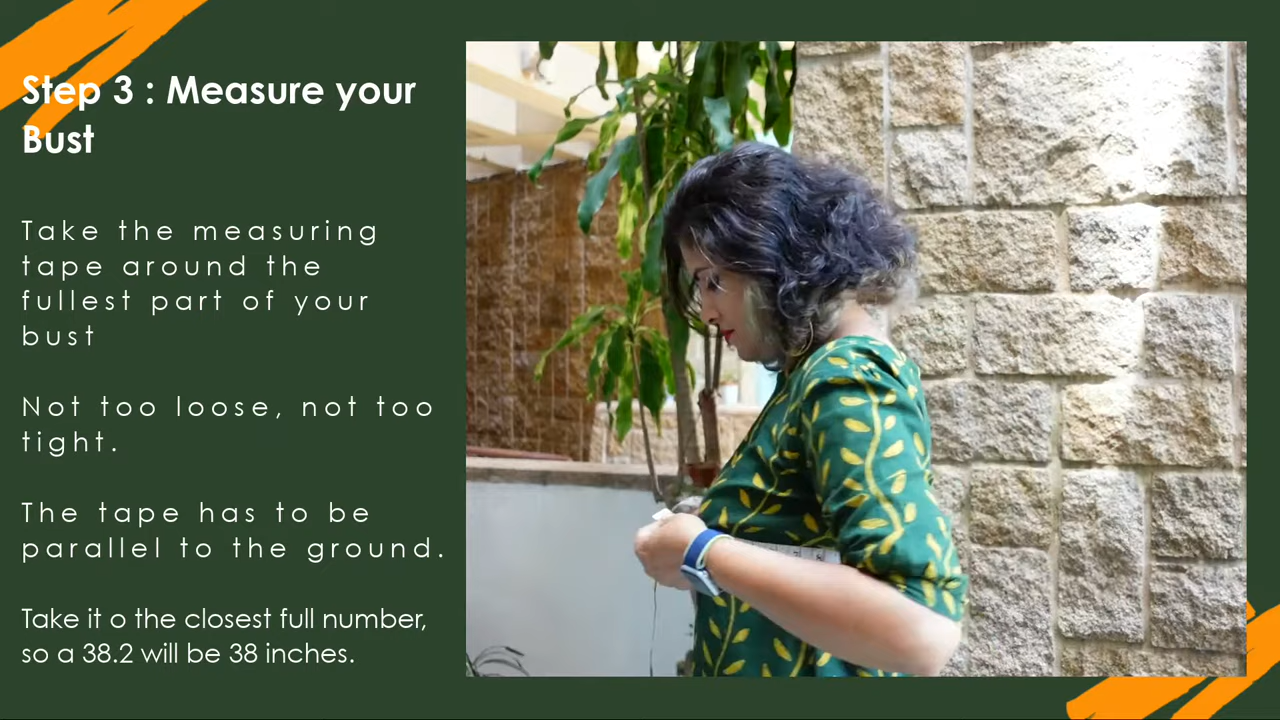 Step 3 : Measure your
Bust
Take the measuring
tape around the
fullest part of your
bust
Not too loose, not too
tight.
The tape has to be
parallel to the ground.
Take it o the closest full number,
so a 38.2 will be 38 inches.